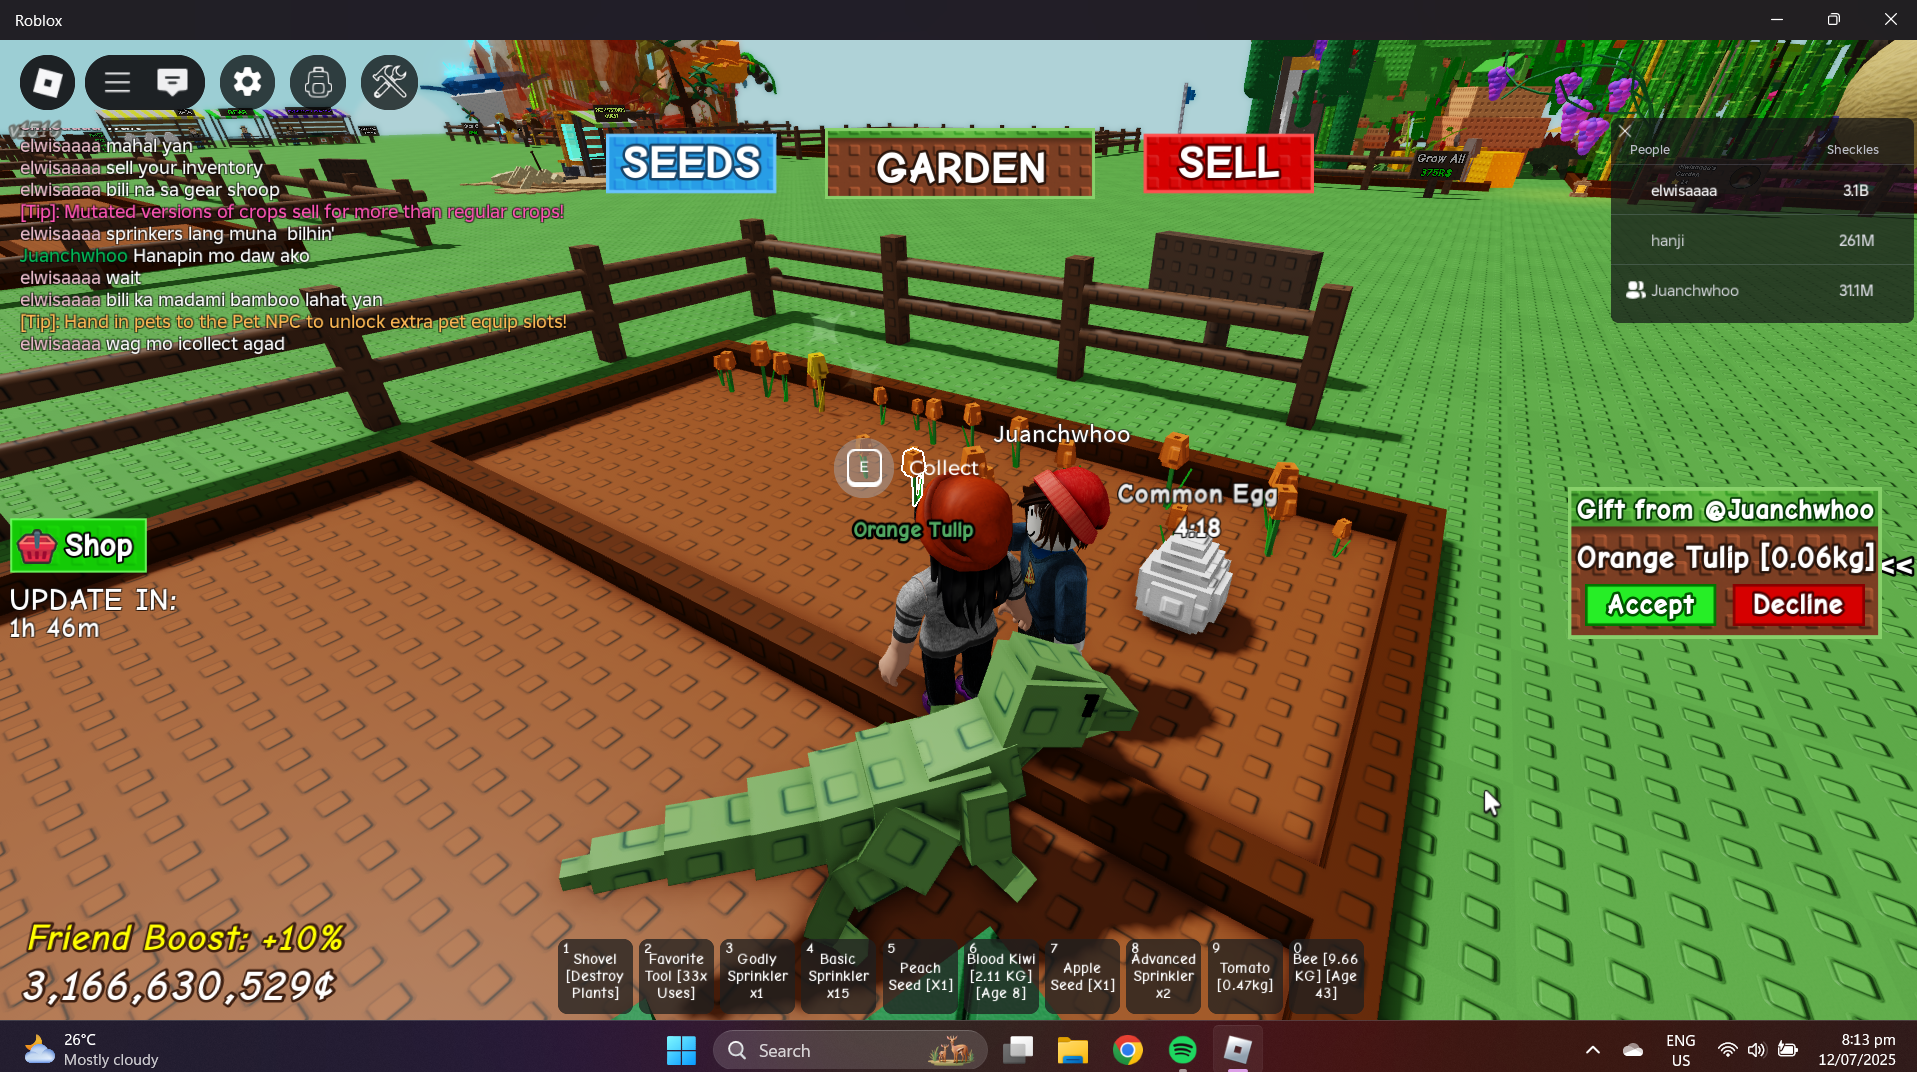 Roblox
elwisaaaa mahal yan
elwisaaaa sell your inventory
elwisaaaa bili na sa gear shoop
[Tip]: Mutated versions of crops sell for more than regular crops!
elwisaaaa sprinkers lang muna bilhin'
Juanchwhoo Hanapin mo daw ako
elwisaaaa wait
elwisaaaa bili ka madami bamboo lahat yan
[Tip]: Hand in pets to the Pet NPC to unlock extra pet equip slots!
elwisaaaa wag mo icollect agad
SEEDS
GARDEN
SELL
Grow All
375R$
People Sheckles
elwisaaaa 3.1B
hanji 261M
Juanchwhoo 31.1M
Juanchwhoo
E Collect
Orange Tulip
Common Egg
4:18
Shop
UPDATE IN:
1h 46m
Gift from @Juanchwhoo
Orange Tulip [0.06kg]
<<
Accept Decline
1
Friend Boost: +10%
3,166,630,529¢
1 Shovel [Destroy Plants]
2 Favorite Tool [33x Uses]
3 Godly Sprinkler x1
4 Basic Sprinkler x15
5 Peach Seed [X1]
6 Blood Kiwi [2.11 KG] [Age 8]
7 Apple Seed [X1]
8 Advanced Sprinkler x2
9 Tomato [0.47kg]
0 Bee [9.66 KG] [Age 43]
26°C
Mostly cloudy
Search
ENG
US
8:13 pm
12/07/2025